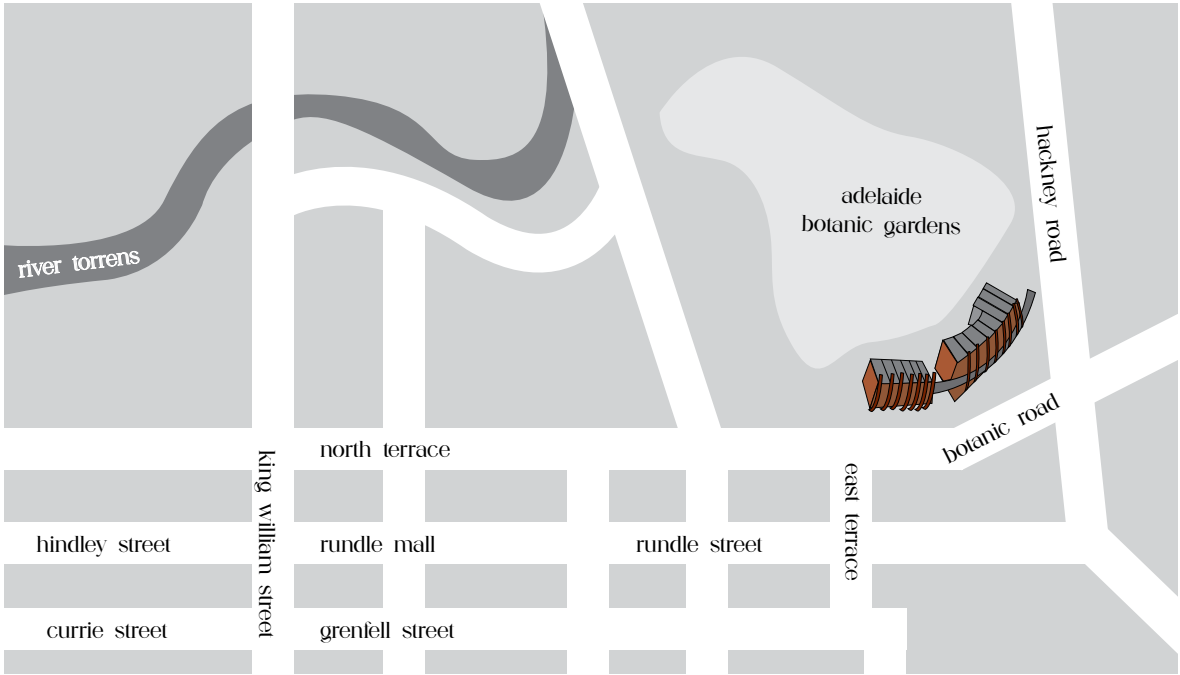 hackney road
adelaide
botanic gardens
river torrens
botanic road
north terrace
king william street
east terrace
hindley street
rundle mall
rundle street
currie street
grenfell street